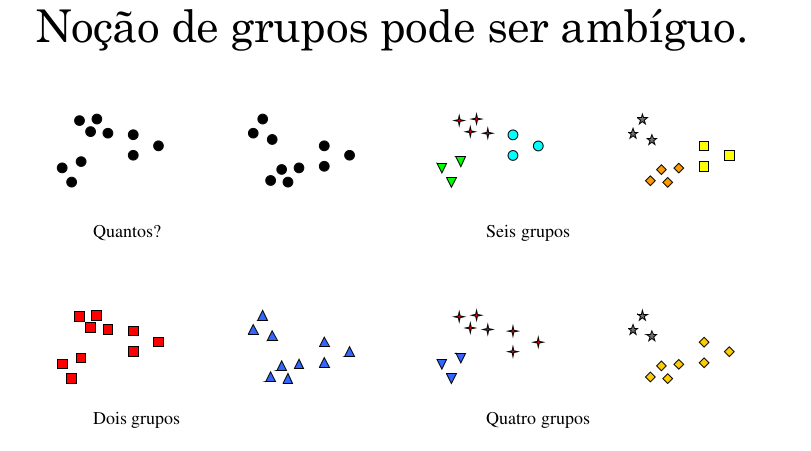 Noção de grupos pode ser ambíguo.
Quantos?
Seis grupos
Dois grupos
Quatro grupos